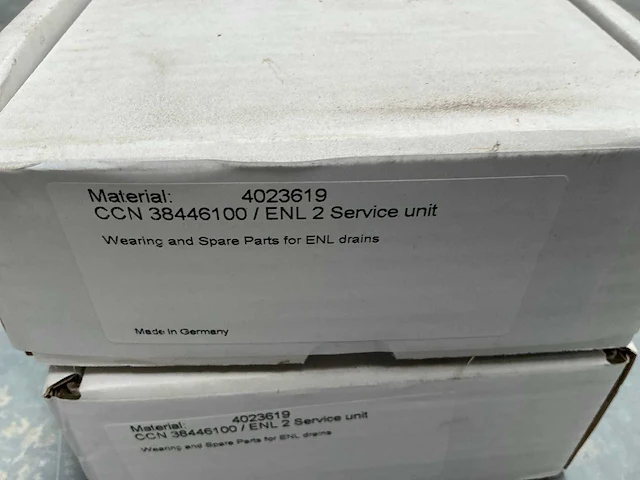 Material: 4023619
CCN 38446100 / ENL 2 Service unit
Wearing and Spare Parts for ENL drains
Made in Germany
Material: 4023619
CCN 38446100 / ENL 2 Service unit
Wearing and Spare Parts for ENL drains